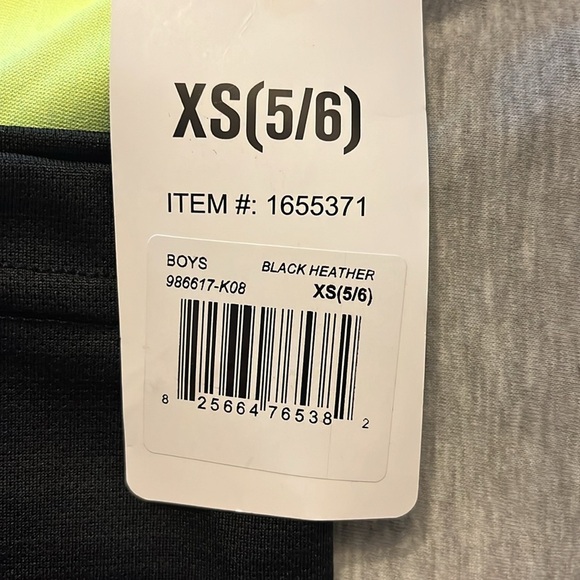 XS(5/6)
ITEM #: 1655371
BOYS BLACK HEATHER
986617-K08 XS(5/6)
8 25664 76538 2